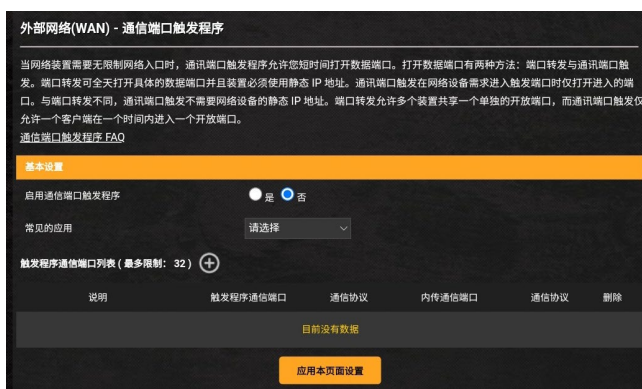 外部网络(WAN) - 通信端口触发程序
当网络装置需要无限制网络入口时，通讯端口触发程序允许您短时间打开数据端口。打开数据端口有两种方法：端口转发与通讯端口触
发。端口转发可全天打开具体的数据端口并且装置必须使用静态 IP 地址。通讯端口触发在网络设备需求进入触发端口时仅打开进入的端
口。与端口转发不同，通讯端口触发不需要网络设备的静态 IP 地址。端口转发允许多个装置共享一个单独的开放端口，而通讯端口触发仅
允许一个客户端在一个时间内进入一个开放端口。
通信端口触发程序 FAQ
基本设置
启用通信端口触发程序 是 否
常见的应用 请选择
触发程序通信端口列表 ( 最多限制： 32 )
说明 触发程序通信端口 通信协议 内传通信端口 通信协议 删除
目前没有数据
应用本页面设置